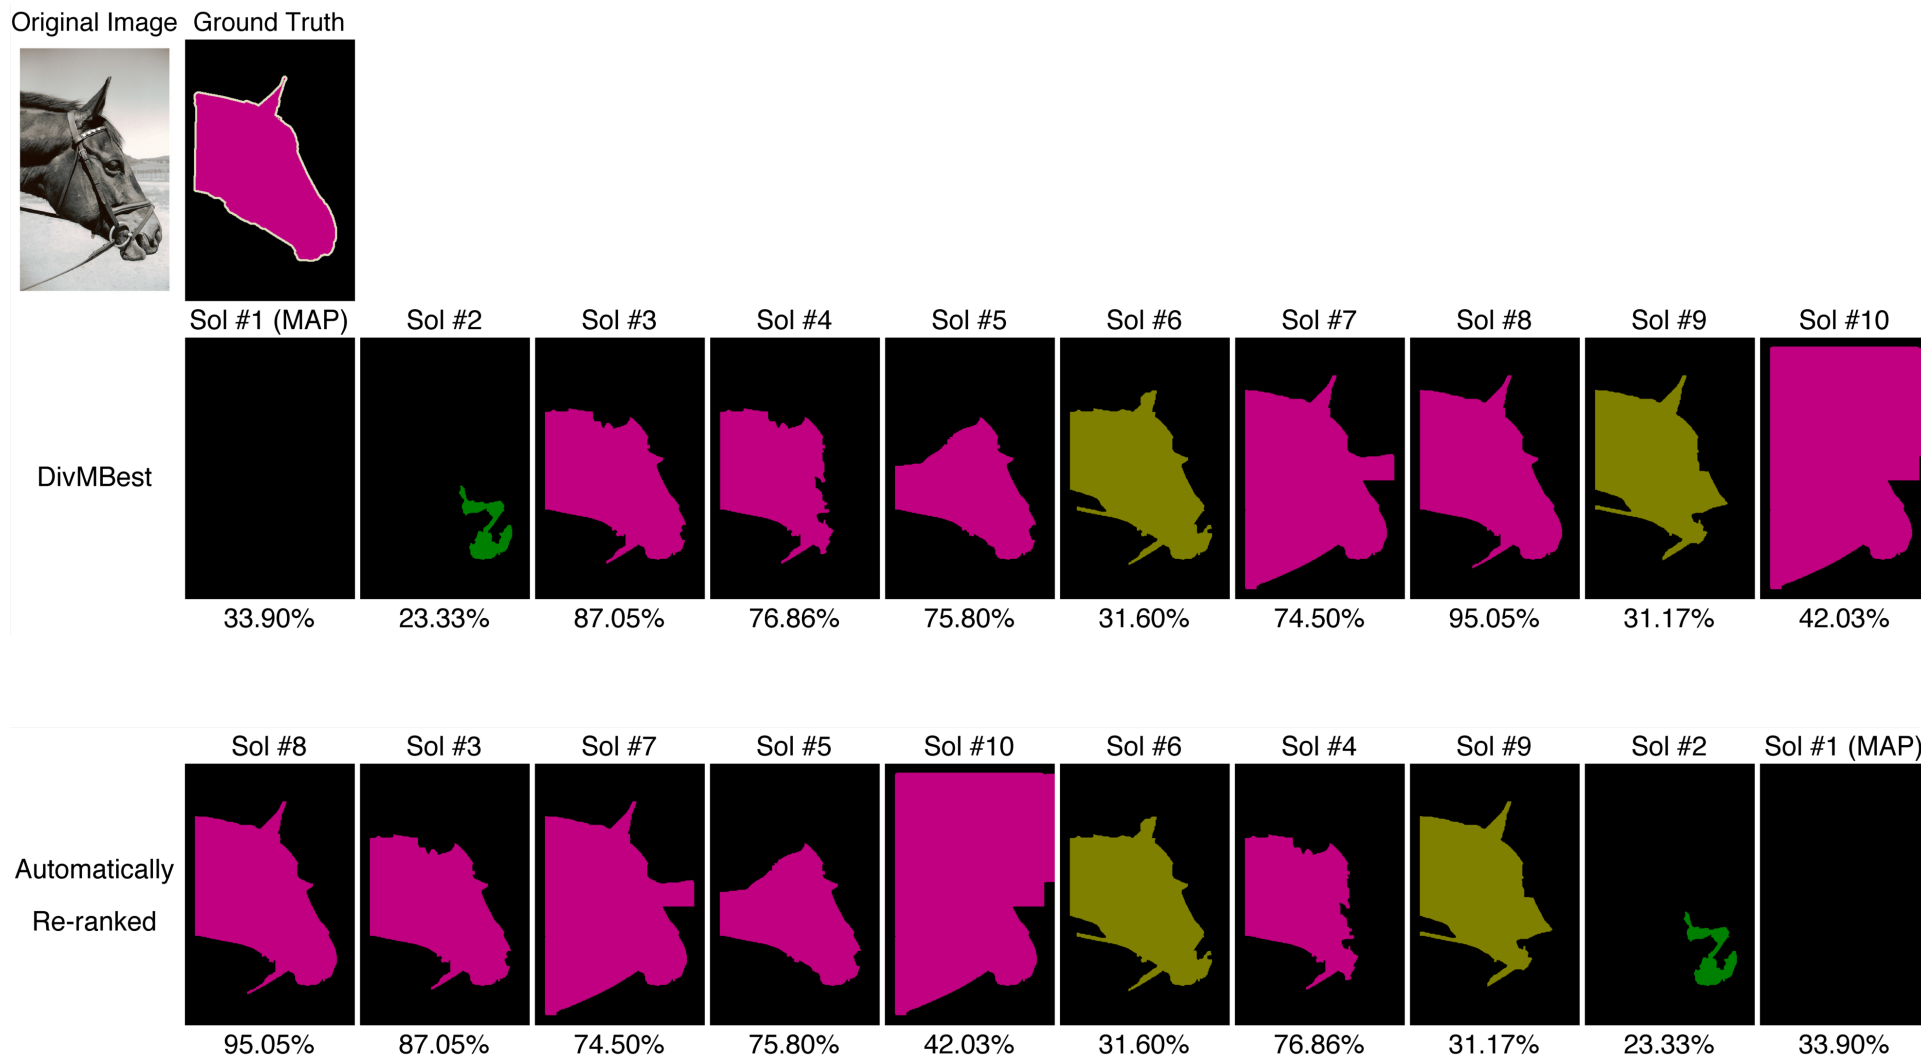 Original Image Ground Truth
Sol #1 (MAP) Sol #2 Sol #3 Sol #4 Sol #5 Sol #6 Sol #7 Sol #8 Sol #9 Sol #10
DivMBest
33.90% 23.33% 87.05% 76.86% 75.80% 31.60% 74.50% 95.05% 31.17% 42.03%
Sol #8 Sol #3 Sol #7 Sol #5 Sol #10 Sol #6 Sol #4 Sol #9 Sol #2 Sol #1 (MAP)
Automatically
Re-ranked
95.05% 87.05% 74.50% 75.80% 42.03% 31.60% 76.86% 31.17% 23.33% 33.90%